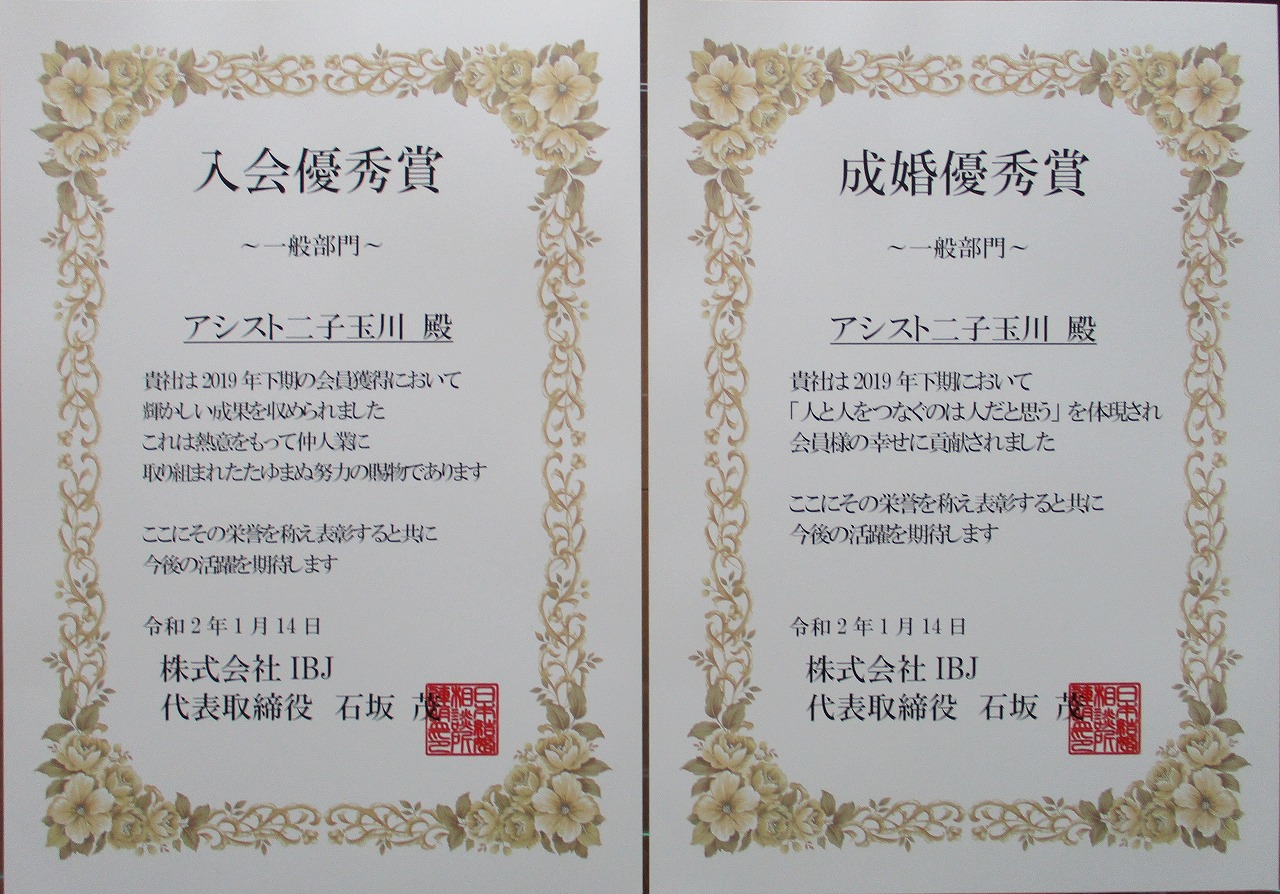 入会優秀賞
～一般部門～
アシスト二子玉川 殿
貴社は2019年下期の会員獲得において
輝かしい成果を収められました
これは熱意をもって仲人業に
取り組まれたたゆまぬ努力の賜物であります
ここにその栄誉を称え表彰すると共に
今後の活躍を期待します
令和2年1月14日
株式会社IBJ
代表取締役 石坂 茂
成婚優秀賞
～一般部門～
アシスト二子玉川 殿
貴社は2019年下期において
「人と人をつなぐのは人だと思う」を体現され
会員様の幸せに貢献されました
ここにその栄誉を称え表彰すると共に
今後の活躍を期待します
令和2年1月14日
株式会社IBJ
代表取締役 石坂 茂